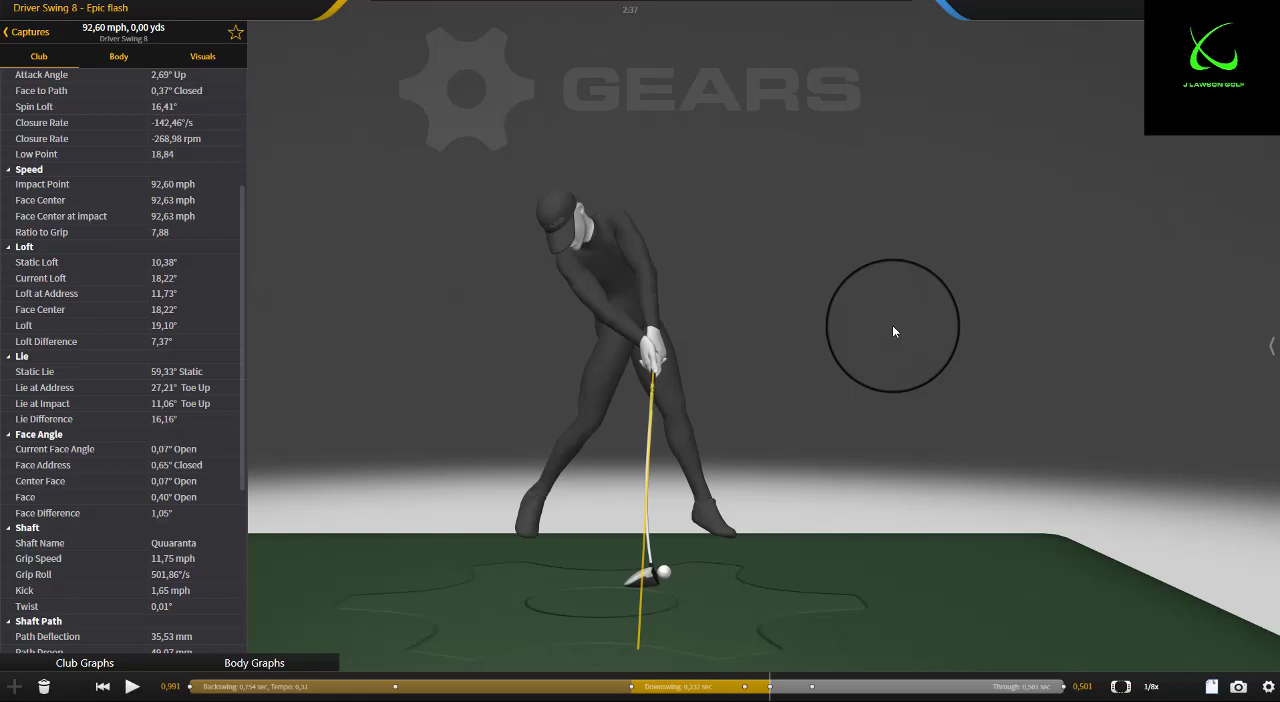 Driver Swing 8 - Epic flash
2:37
Captures
92,60 mph, 0,00 yds
Driver Swing 8
Club Body Visuals
Attack Angle 2,69° Up
Face to Path 0,37° Closed
Spin Loft 16,41°
Closure Rate -142,46°/s
Closure Rate -268,98 rpm
Low Point 18,84
Speed
Impact Point 92,60 mph
Face Center 92,63 mph
Face Center at impact 92,63 mph
Ratio to Grip 7,88
Loft
Static Loft 10,38°
Current Loft 18,22°
Loft at Address 11,73°
Face Center 18,22°
Loft 19,10°
Loft Difference 7,37°
Lie
Static Lie 59,33° Static
Lie at Address 27,21° Toe Up
Lie at Impact 11,06° Toe Up
Lie Difference 16,16°
Face Angle
Current Face Angle 0,07° Open
Face Address 0,65° Closed
Center Face 0,07° Open
Face 0,40° Open
Face Difference 1,05°
Shaft
Shaft Name Quuaranta
Grip Speed 11,75 mph
Grip Roll 501,86°/s
Kick 1,65 mph
Twist 0,01°
Shaft Path
Path Deflection 35,53 mm
Path Droop 49,07 mm
Club Graphs Body Graphs
GEARS
J LAWSON GOLF
0,991 Backswing: 0,754 sec, Tempo: 0,31 Downswing: 0,237 sec Through: 0,501 sec 0,501 1/8x